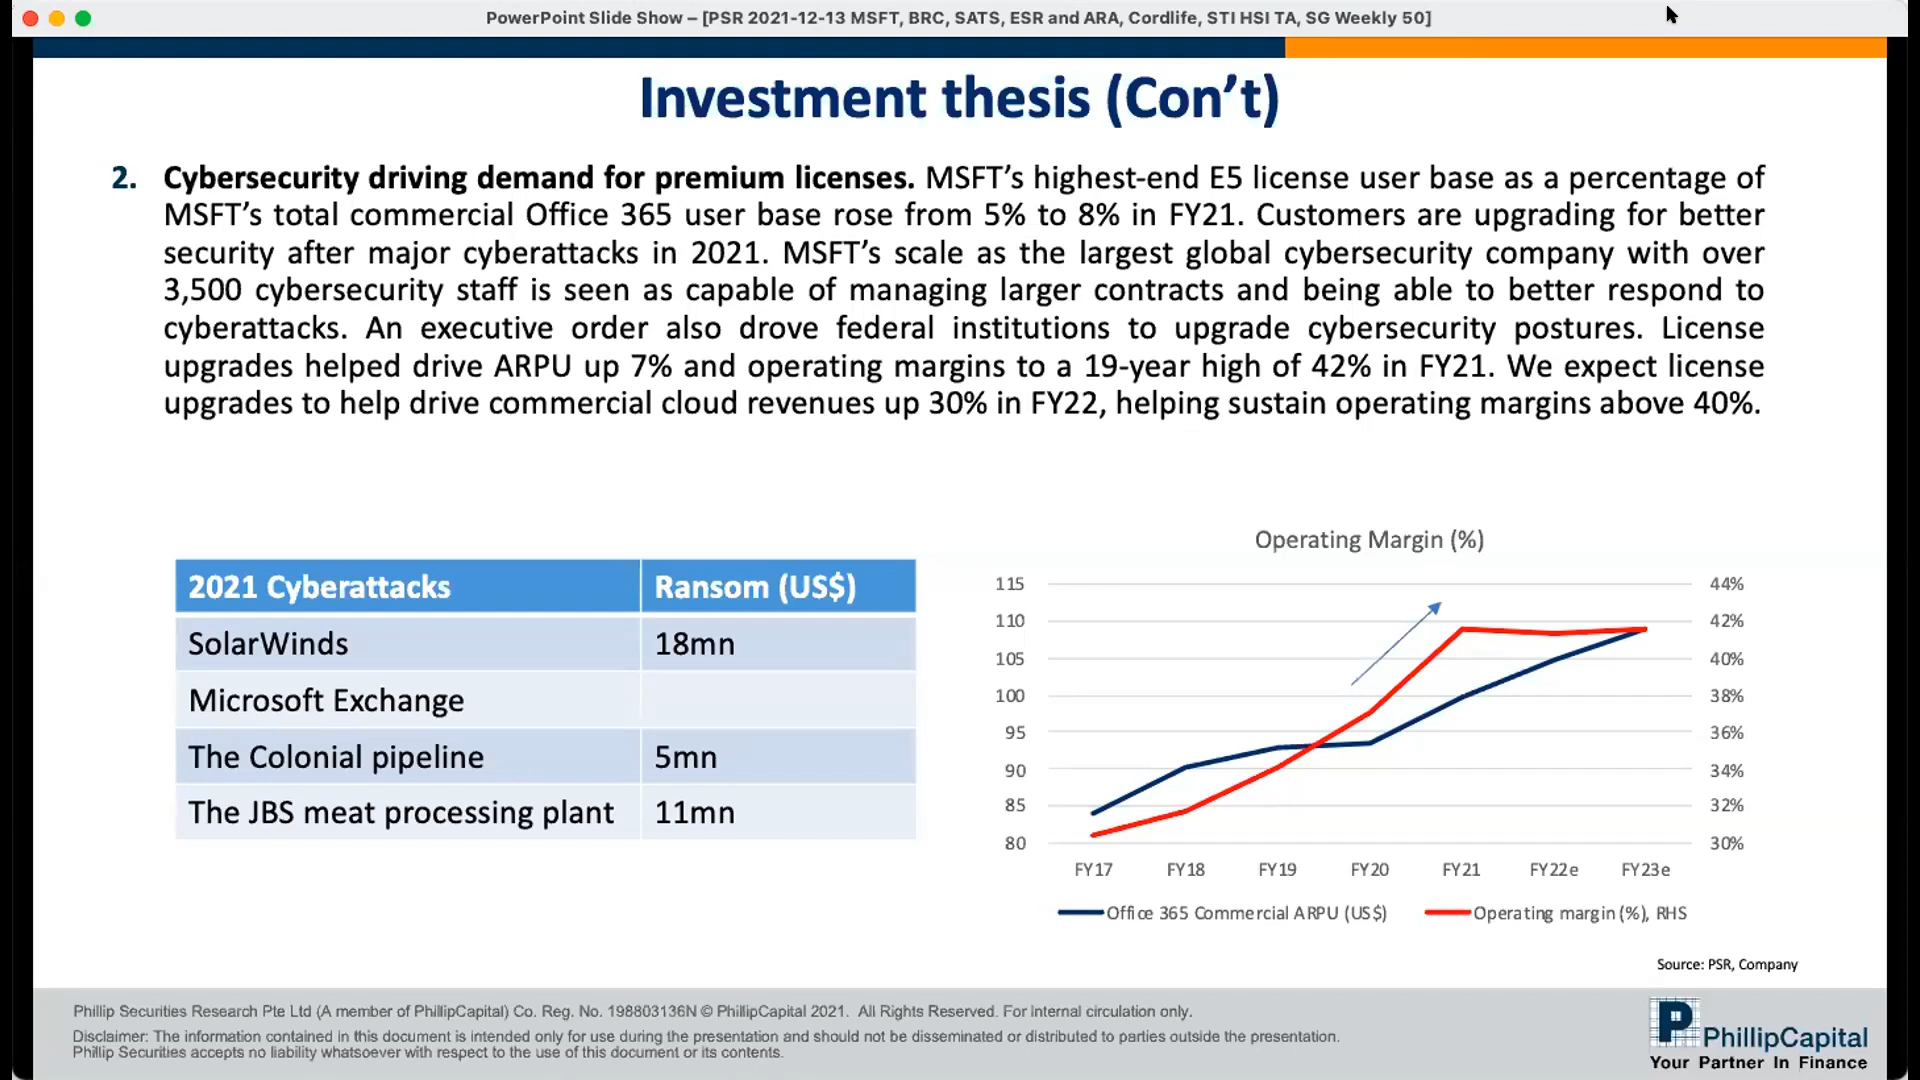 PowerPoint Slide Show – [PSR 2021-12-13 MSFT, BRC, SATS, ESR and ARA, Cordlife, STI HSI TA, SG Weekly 50]
Investment thesis (Con’t)
2. Cybersecurity driving demand for premium licenses. MSFT’s highest-end E5 license user base as a percentage of
MSFT’s total commercial Office 365 user base rose from 5% to 8% in FY21. Customers are upgrading for better
security after major cyberattacks in 2021. MSFT’s scale as the largest global cybersecurity company with over
3,500 cybersecurity staff is seen as capable of managing larger contracts and being able to better respond to
cyberattacks. An executive order also drove federal institutions to upgrade cybersecurity postures. License
upgrades helped drive ARPU up 7% and operating margins to a 19-year high of 42% in FY21. We expect license
upgrades to help drive commercial cloud revenues up 30% in FY22, helping sustain operating margins above 40%.
2021 Cyberattacks Ransom (US$)
SolarWinds 18mn
Microsoft Exchange
The Colonial pipeline 5mn
The JBS meat processing plant 11mn
Operating Margin (%)
115 44%
110 42%
105 40%
100 38%
95 36%
90 34%
85 32%
80 30%
FY17 FY18 FY19 FY20 FY21 FY22e FY23e
Office 365 Commercial ARPU (US$) Operating margin (%), RHS
Source: PSR, Company
Phillip Securities Research Pte Ltd (A member of PhillipCapital) Co. Reg. No. 198803136N © PhillipCapital 2021. All Rights Reserved. For internal circulation only.
Disclaimer: The information contained in this document is intended only for use during the presentation and should not be disseminated or distributed to parties outside the presentation.
Phillip Securities accepts no liability whatsoever with respect to the use of this document or its contents.
PhillipCapital
Your Partner In Finance